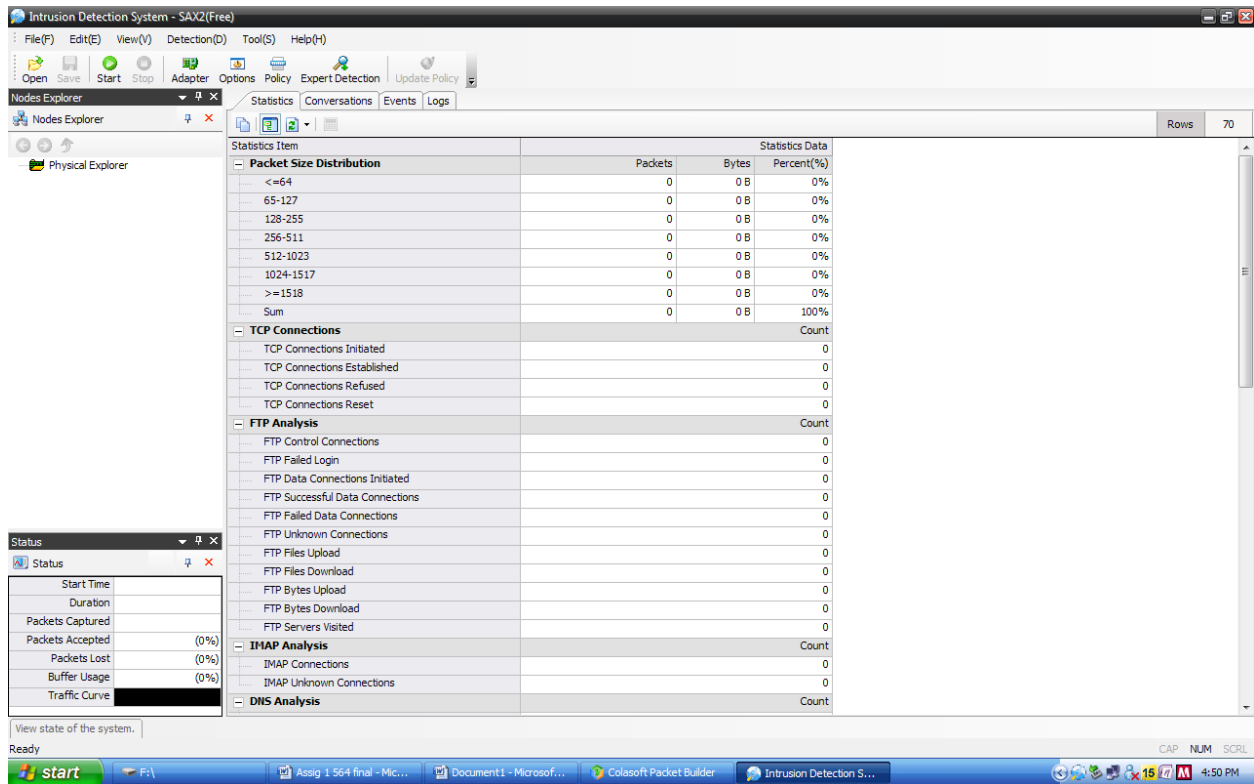 Intrusion Detection System - SAX2(Free)
File(F) Edit(E) View(V) Detection(D) Tool(S) Help(H)
Open Save Start Stop Adapter Options Policy Expert Detection Update Policy
Nodes Explorer
Nodes Explorer
Physical Explorer
Statistics Conversations Events Logs
Rows 70
Statistics Item Statistics Data
Packet Size Distribution Packets Bytes Percent(%)
<=64 0 0 B 0%
65-127 0 0 B 0%
128-255 0 0 B 0%
256-511 0 0 B 0%
512-1023 0 0 B 0%
1024-1517 0 0 B 0%
>=1518 0 0 B 0%
Sum 0 0 B 100%
TCP Connections Count
TCP Connections Initiated 0
TCP Connections Established 0
TCP Connections Refused 0
TCP Connections Reset 0
FTP Analysis Count
FTP Control Connections 0
FTP Failed Login 0
FTP Data Connections Initiated 0
FTP Successful Data Connections 0
FTP Failed Data Connections 0
FTP Unknown Connections 0
FTP Files Upload 0
FTP Files Download 0
FTP Bytes Upload 0
FTP Bytes Download 0
FTP Servers Visited 0
IMAP Analysis Count
IMAP Connections 0
IMAP Unknown Connections 0
DNS Analysis Count
Status
Status
Start Time
Duration
Packets Captured
Packets Accepted (0%)
Packets Lost (0%)
Buffer Usage (0%)
Traffic Curve
View state of the system.
Ready
CAP NUM SCRL
start F:\ Assig 1 564 final - Mic... Document1 - Microsof... Colasoft Packet Builder Intrusion Detection S... 15 4:50 PM